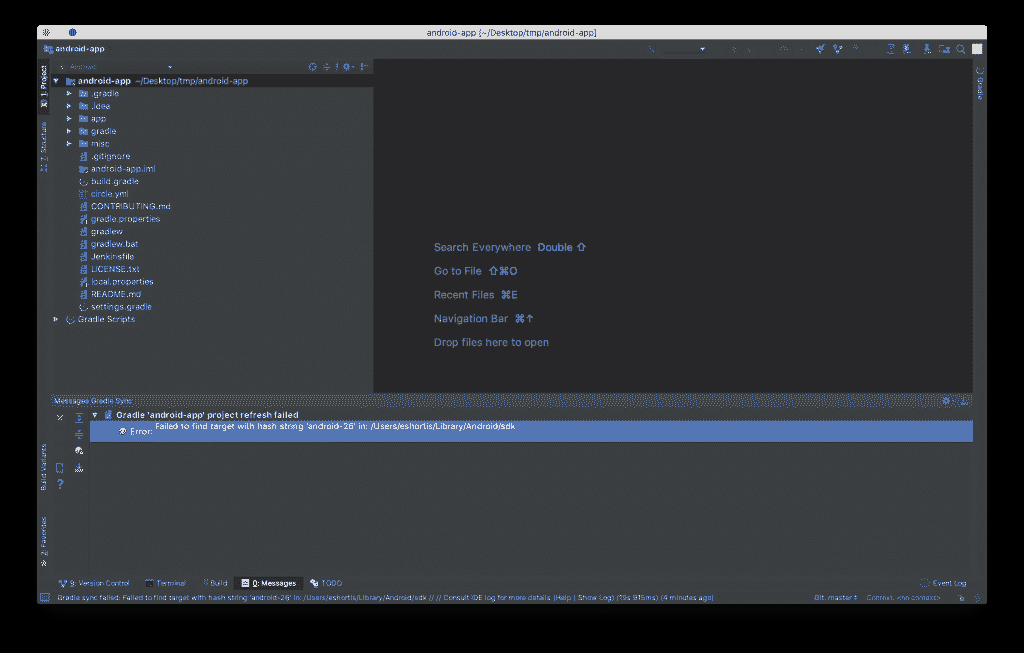 android-app [~/Desktop/tmp/android-app]
android-app
Android
1: Project
android-app ~/Desktop/tmp/android-app
.gradle
.idea
app
gradle
misc
.gitignore
android-app.iml
build.gradle
circle.yml
CONTRIBUTING.md
gradle.properties
gradlew
gradlew.bat
Jenkinsfile
LICENSE.txt
local.properties
README.md
settings.gradle
Gradle Scripts
7: Structure
Gradle
Search Everywhere Double ⇧
Go to File ⇧⌘O
Recent Files ⌘E
Navigation Bar ⌘↑
Drop files here to open
Messages Gradle Sync
Gradle 'android-app' project refresh failed
Error: Failed to find target with hash string 'android-26' in: /Users/eshortis/Library/Android/sdk
Build Variants
2: Favorites
9: Version Control
Terminal
Build
0: Messages
TODO
Event Log
Gradle sync failed: Failed to find target with hash string 'android-26' in: /Users/eshortis/Library/Android/sdk // // Consult IDE log for more details (Help | Show Log) (19s 915ms) (4 minutes ago)
Git: master
Context: <no context>